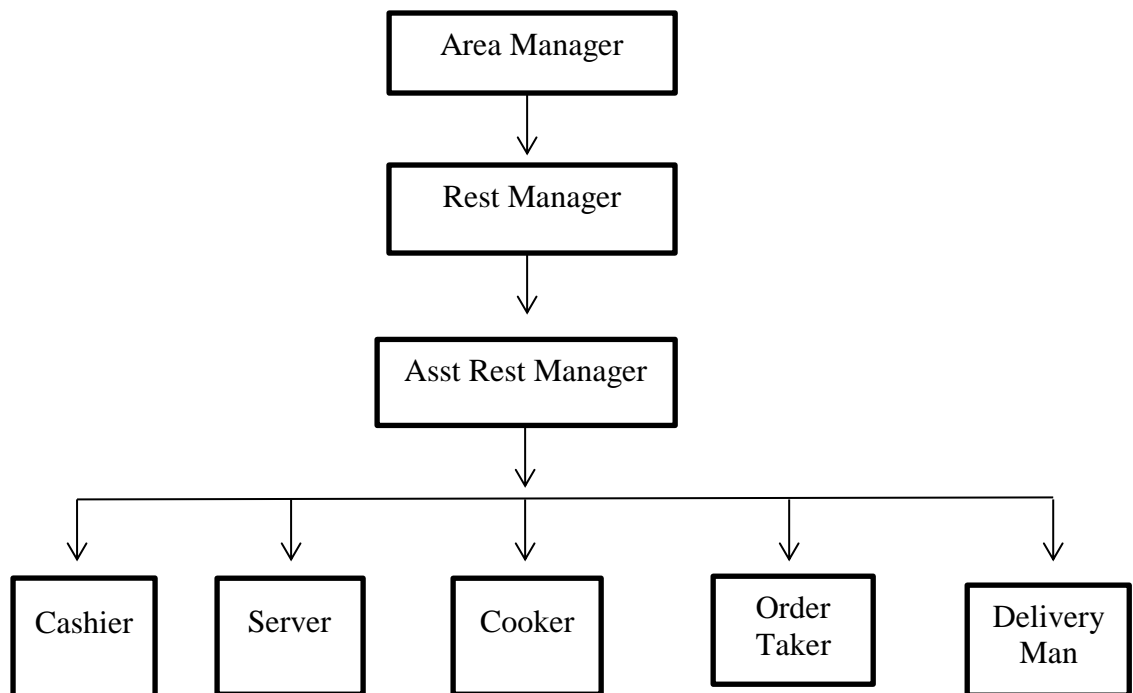 Area Manager
Rest Manager
Asst Rest Manager
Cashier
Server
Cooker
Order
Taker
Delivery
Man